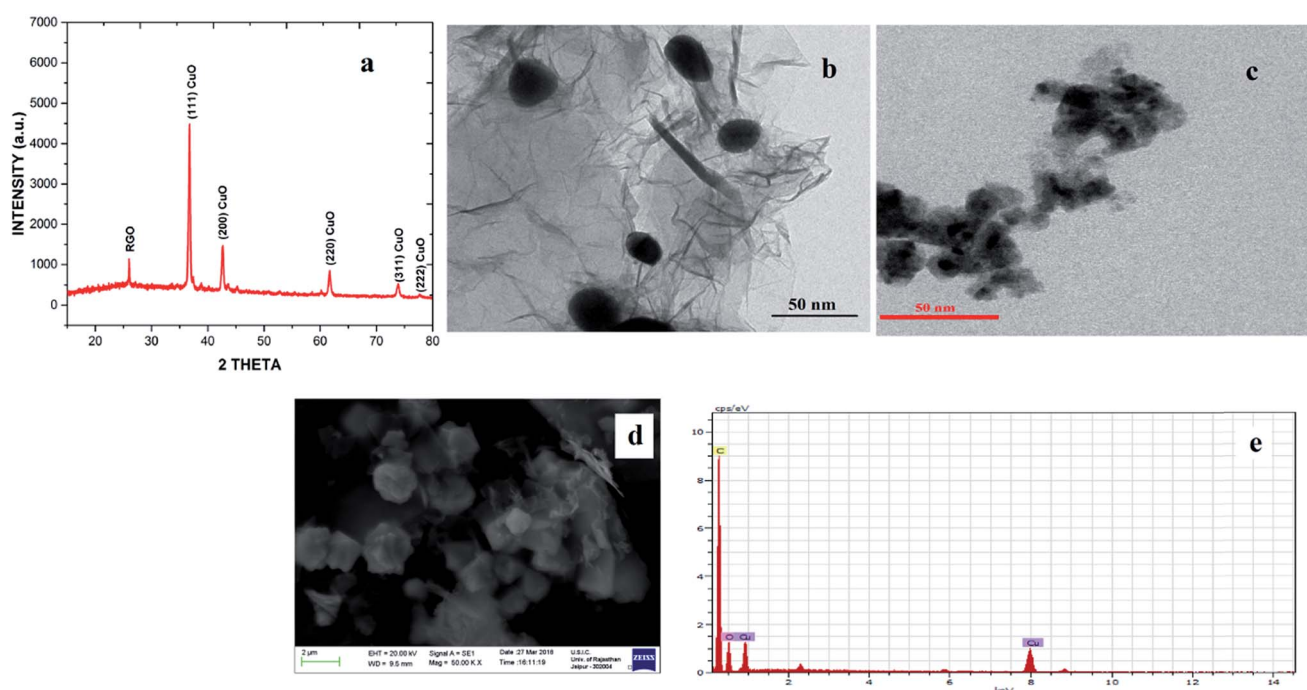 7000
6000
5000
4000
3000
2000
1000
0
INTENSITY (a.u.)
RGO
(111) CuO
(200) CuO
(220) CuO
(311) CuO
(222) CuO
20 30 40 50 60 70 80
2 THETA
a
b
50 nm
c
50 nm
d
2 µm
EHT = 20.00 kV Signal A = SE1 Date :27 Mar 2018 U.S.I.C.
WD = 9.5 mm Mag = 50.00 K X Time :16:11:19 Univ. of Rajasthan
Jaipur - 302004
ZEISS
cps/eV
e
10
8
6
4
2
0
O Cu
Cu
2 4 6 8 10 12 14